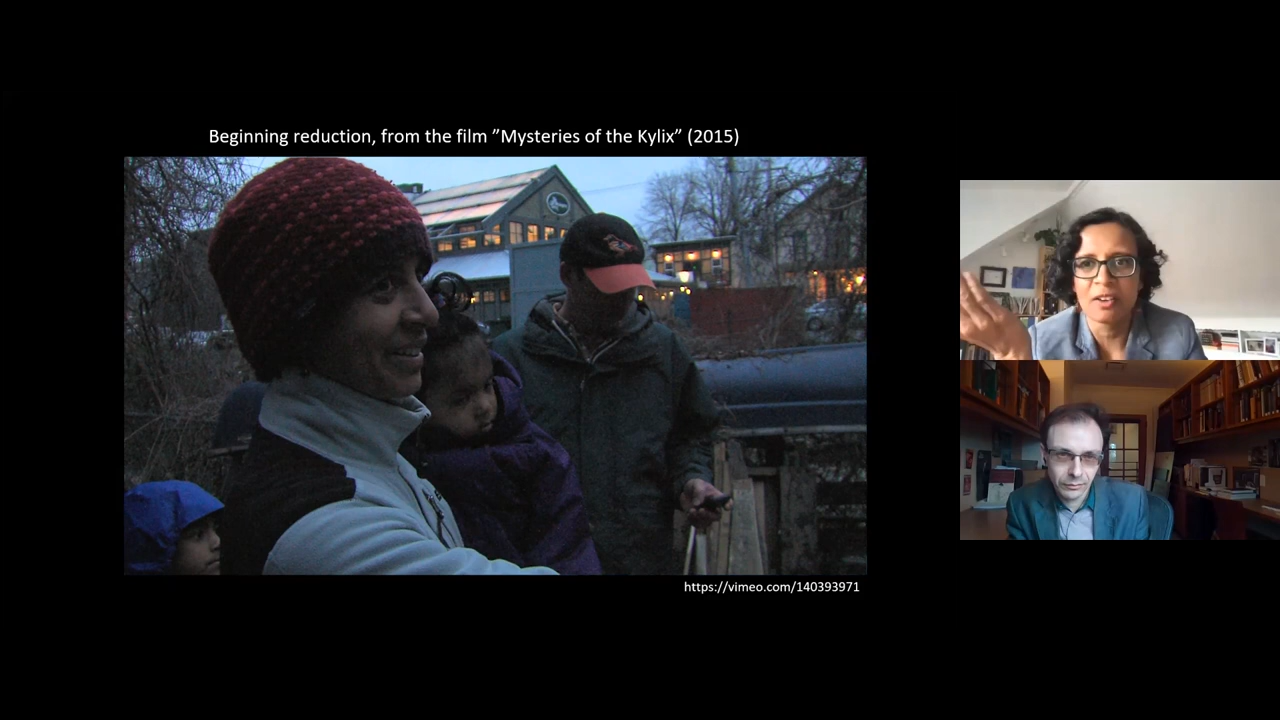 Beginning reduction, from the film ”Mysteries of the Kylix” (2015)
https://vimeo.com/140393971